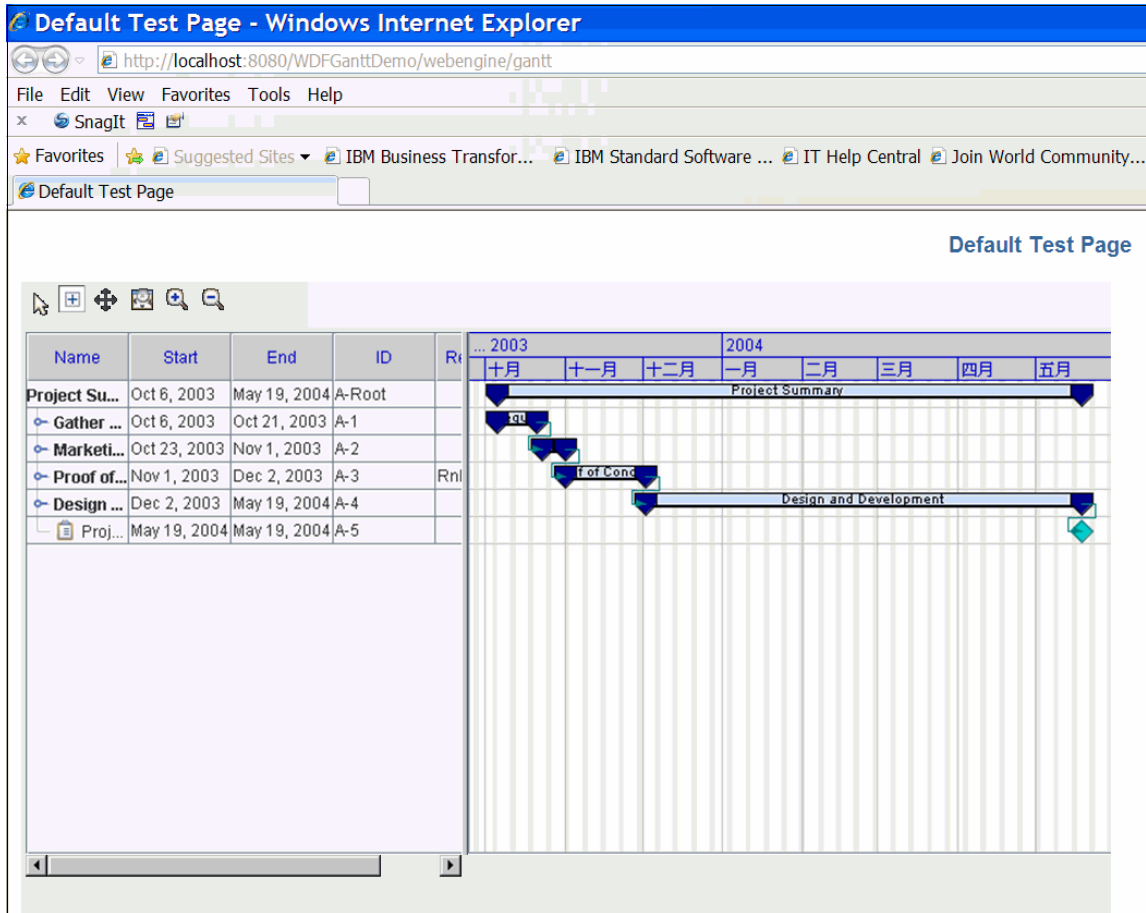 Default Test Page - Windows Internet Explorer
http://localhost:8080/WDFGanttDemo/webengine/gantt
File Edit View Favorites Tools Help
x SnagIt
Favorites Suggested Sites IBM Business Transfor... IBM Standard Software ... IT Help Central Join World Community...
Default Test Page
Default Test Page
Name Start End ID Re ... 2003 2004
十月 十一月 十二月 一月 二月 三月 四月 五月
Project Su... Oct 6, 2003 May 19, 2004 A-Root Project Summary
Gather ... Oct 6, 2003 Oct 21, 2003 A-1
Marketi... Oct 23, 2003 Nov 1, 2003 A-2
Proof of... Nov 1, 2003 Dec 2, 2003 A-3 of Conc
Design ... Dec 2, 2003 May 19, 2004 A-4 Design and Development
Proj... May 19, 2004 May 19, 2004 A-5